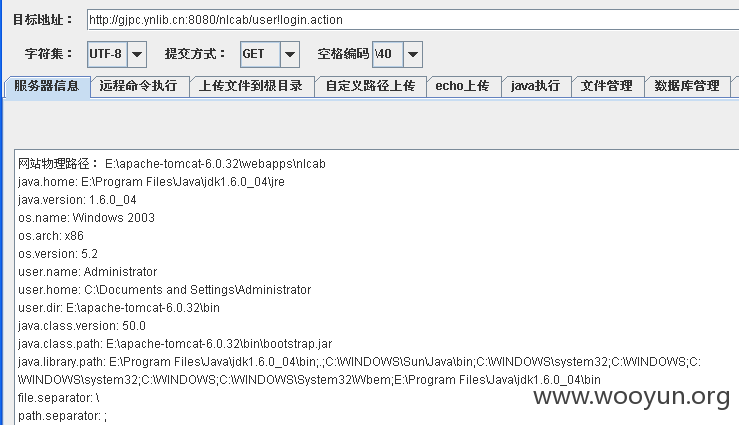 目标地址： http://gjpc.ynlib.cn:8080/nlcab/user!login.action
字符集： UTF-8 提交方式： GET 空格编码 \40
服务器信息 远程命令执行 上传文件到根目录 自定义路径上传 echo上传 java执行 文件管理 数据库管理
网站物理路径： E:\apache-tomcat-6.0.32\webapps\nlcab
java.home: E:\Program Files\Java\jdk1.6.0_04\jre
java.version: 1.6.0_04
os.name: Windows 2003
os.arch: x86
os.version: 5.2
user.name: Administrator
user.home: C:\Documents and Settings\Administrator
user.dir: E:\apache-tomcat-6.0.32\bin
java.class.version: 50.0
java.class.path: E:\apache-tomcat-6.0.32\bin\bootstrap.jar
java.library.path: E:\Program Files\Java\jdk1.6.0_04\bin;.;C:\WINDOWS\Sun\Java\bin;C:\WINDOWS\system32;C:\WINDOWS;C:
\WINDOWS\system32;C:\WINDOWS;C:\WINDOWS\System32\Wbem;E:\Program Files\Java\jdk1.6.0_04\bin
file.separator: \
path.separator: ;
www.wooyun.org